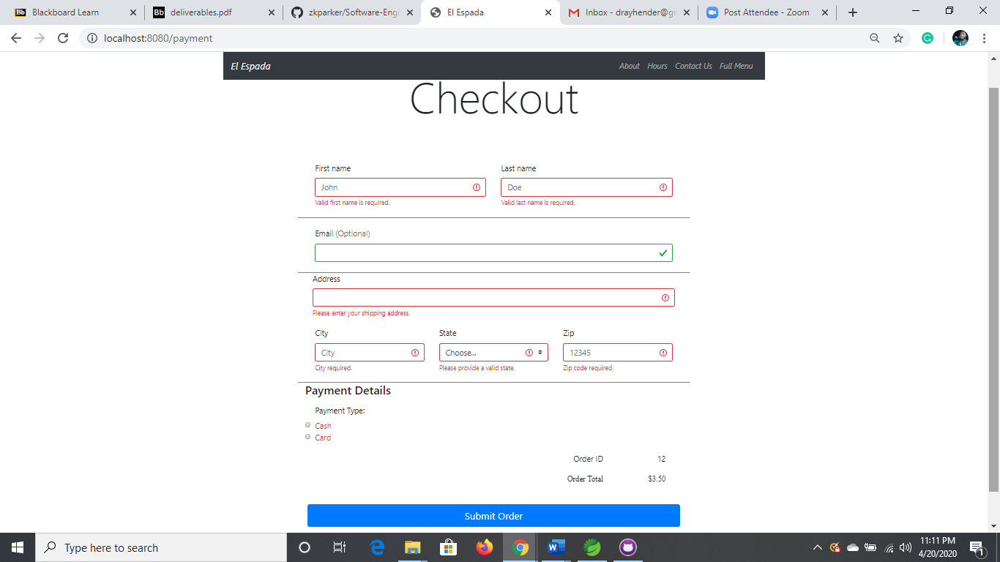 Blackboard Learn
deliverables.pdf
zkparker/Software-Engi
El Espada
Inbox - drayhender@gm
Post Attendee - Zoom
localhost:8080/payment
El Espada About Hours Contact Us Full Menu
Checkout
First name Last name
John Doe
Valid first name is required. Valid last name is required.
Email (Optional)
Address
Please enter your shipping address.
City State Zip
City Choose... 12345
City required. Please provide a valid state. Zip code required.
Payment Details
Payment Type:
Cash
Card
Order ID 12
Order Total $3.50
Submit Order
Type here to search
11:11 PM
4/20/2020
1